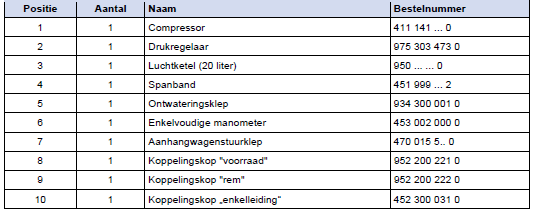 Positie Aantal Naam Bestelnummer
1 1 Compressor 411 141 ... 0
2 1 Drukregelaar 975 303 473 0
3 1 Luchtketel (20 liter) 950 ... ... 0
4 1 Spanband 451 999 ... 2
5 1 Ontwateringsklep 934 300 001 0
6 1 Enkelvoudige manometer 453 002 000 0
7 1 Aanhangwagenstuurklep 470 015 5.. 0
8 1 Koppelingskop "voorraad" 952 200 221 0
9 1 Koppelingskop "rem" 952 200 222 0
10 1 Koppelingskop „enkelleiding“ 452 300 031 0